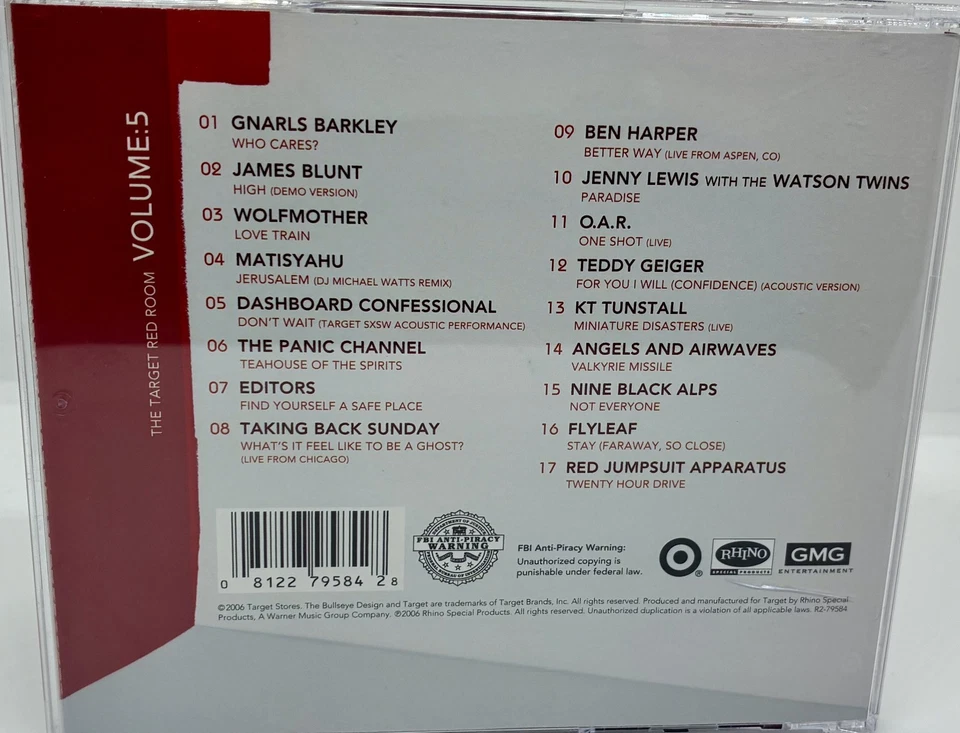 THE TARGET RED ROOM VOLUME:5
01 GNARLS BARKLEY
WHO CARES?
02 JAMES BLUNT
HIGH (DEMO VERSION)
03 WOLFMOTHER
LOVE TRAIN
04 MATISYAHU
JERUSALEM (DJ MICHAEL WATTS REMIX)
05 DASHBOARD CONFESSIONAL
DON'T WAIT (TARGET SXSW ACOUSTIC PERFORMANCE)
06 THE PANIC CHANNEL
TEAHOUSE OF THE SPIRITS
07 EDITORS
FIND YOURSELF A SAFE PLACE
08 TAKING BACK SUNDAY
WHAT'S IT FEEL LIKE TO BE A GHOST?
(LIVE FROM CHICAGO)
09 BEN HARPER
BETTER WAY (LIVE FROM ASPEN, CO)
10 JENNY LEWIS WITH THE WATSON TWINS
PARADISE
11 O.A.R.
ONE SHOT (LIVE)
12 TEDDY GEIGER
FOR YOU I WILL (CONFIDENCE) (ACOUSTIC VERSION)
13 KT TUNSTALL
MINIATURE DISASTERS (LIVE)
14 ANGELS AND AIRWAVES
VALKYRIE MISSILE
15 NINE BLACK ALPS
NOT EVERYONE
16 FLYLEAF
STAY (FARAWAY, SO CLOSE)
17 RED JUMPSUIT APPARATUS
TWENTY HOUR DRIVE
0 8122 79584 2 8
FBI ANTI-PIRACY
WARNING
FBI Anti-Piracy Warning:
Unauthorized copying is
punishable under federal law.
®
RHINO
SPECIAL PRODUCTS
GMG
ENTERTAINMENT
©2006 Target Stores. The Bullseye Design and Target are trademarks of Target Brands, Inc. All rights reserved. Produced and manufactured for Target by Rhino Special
Products, A Warner Music Group Company. ℗2006 Rhino Special Products. All rights reserved. Unauthorized duplication is a violation of all applicable laws. R2-79584